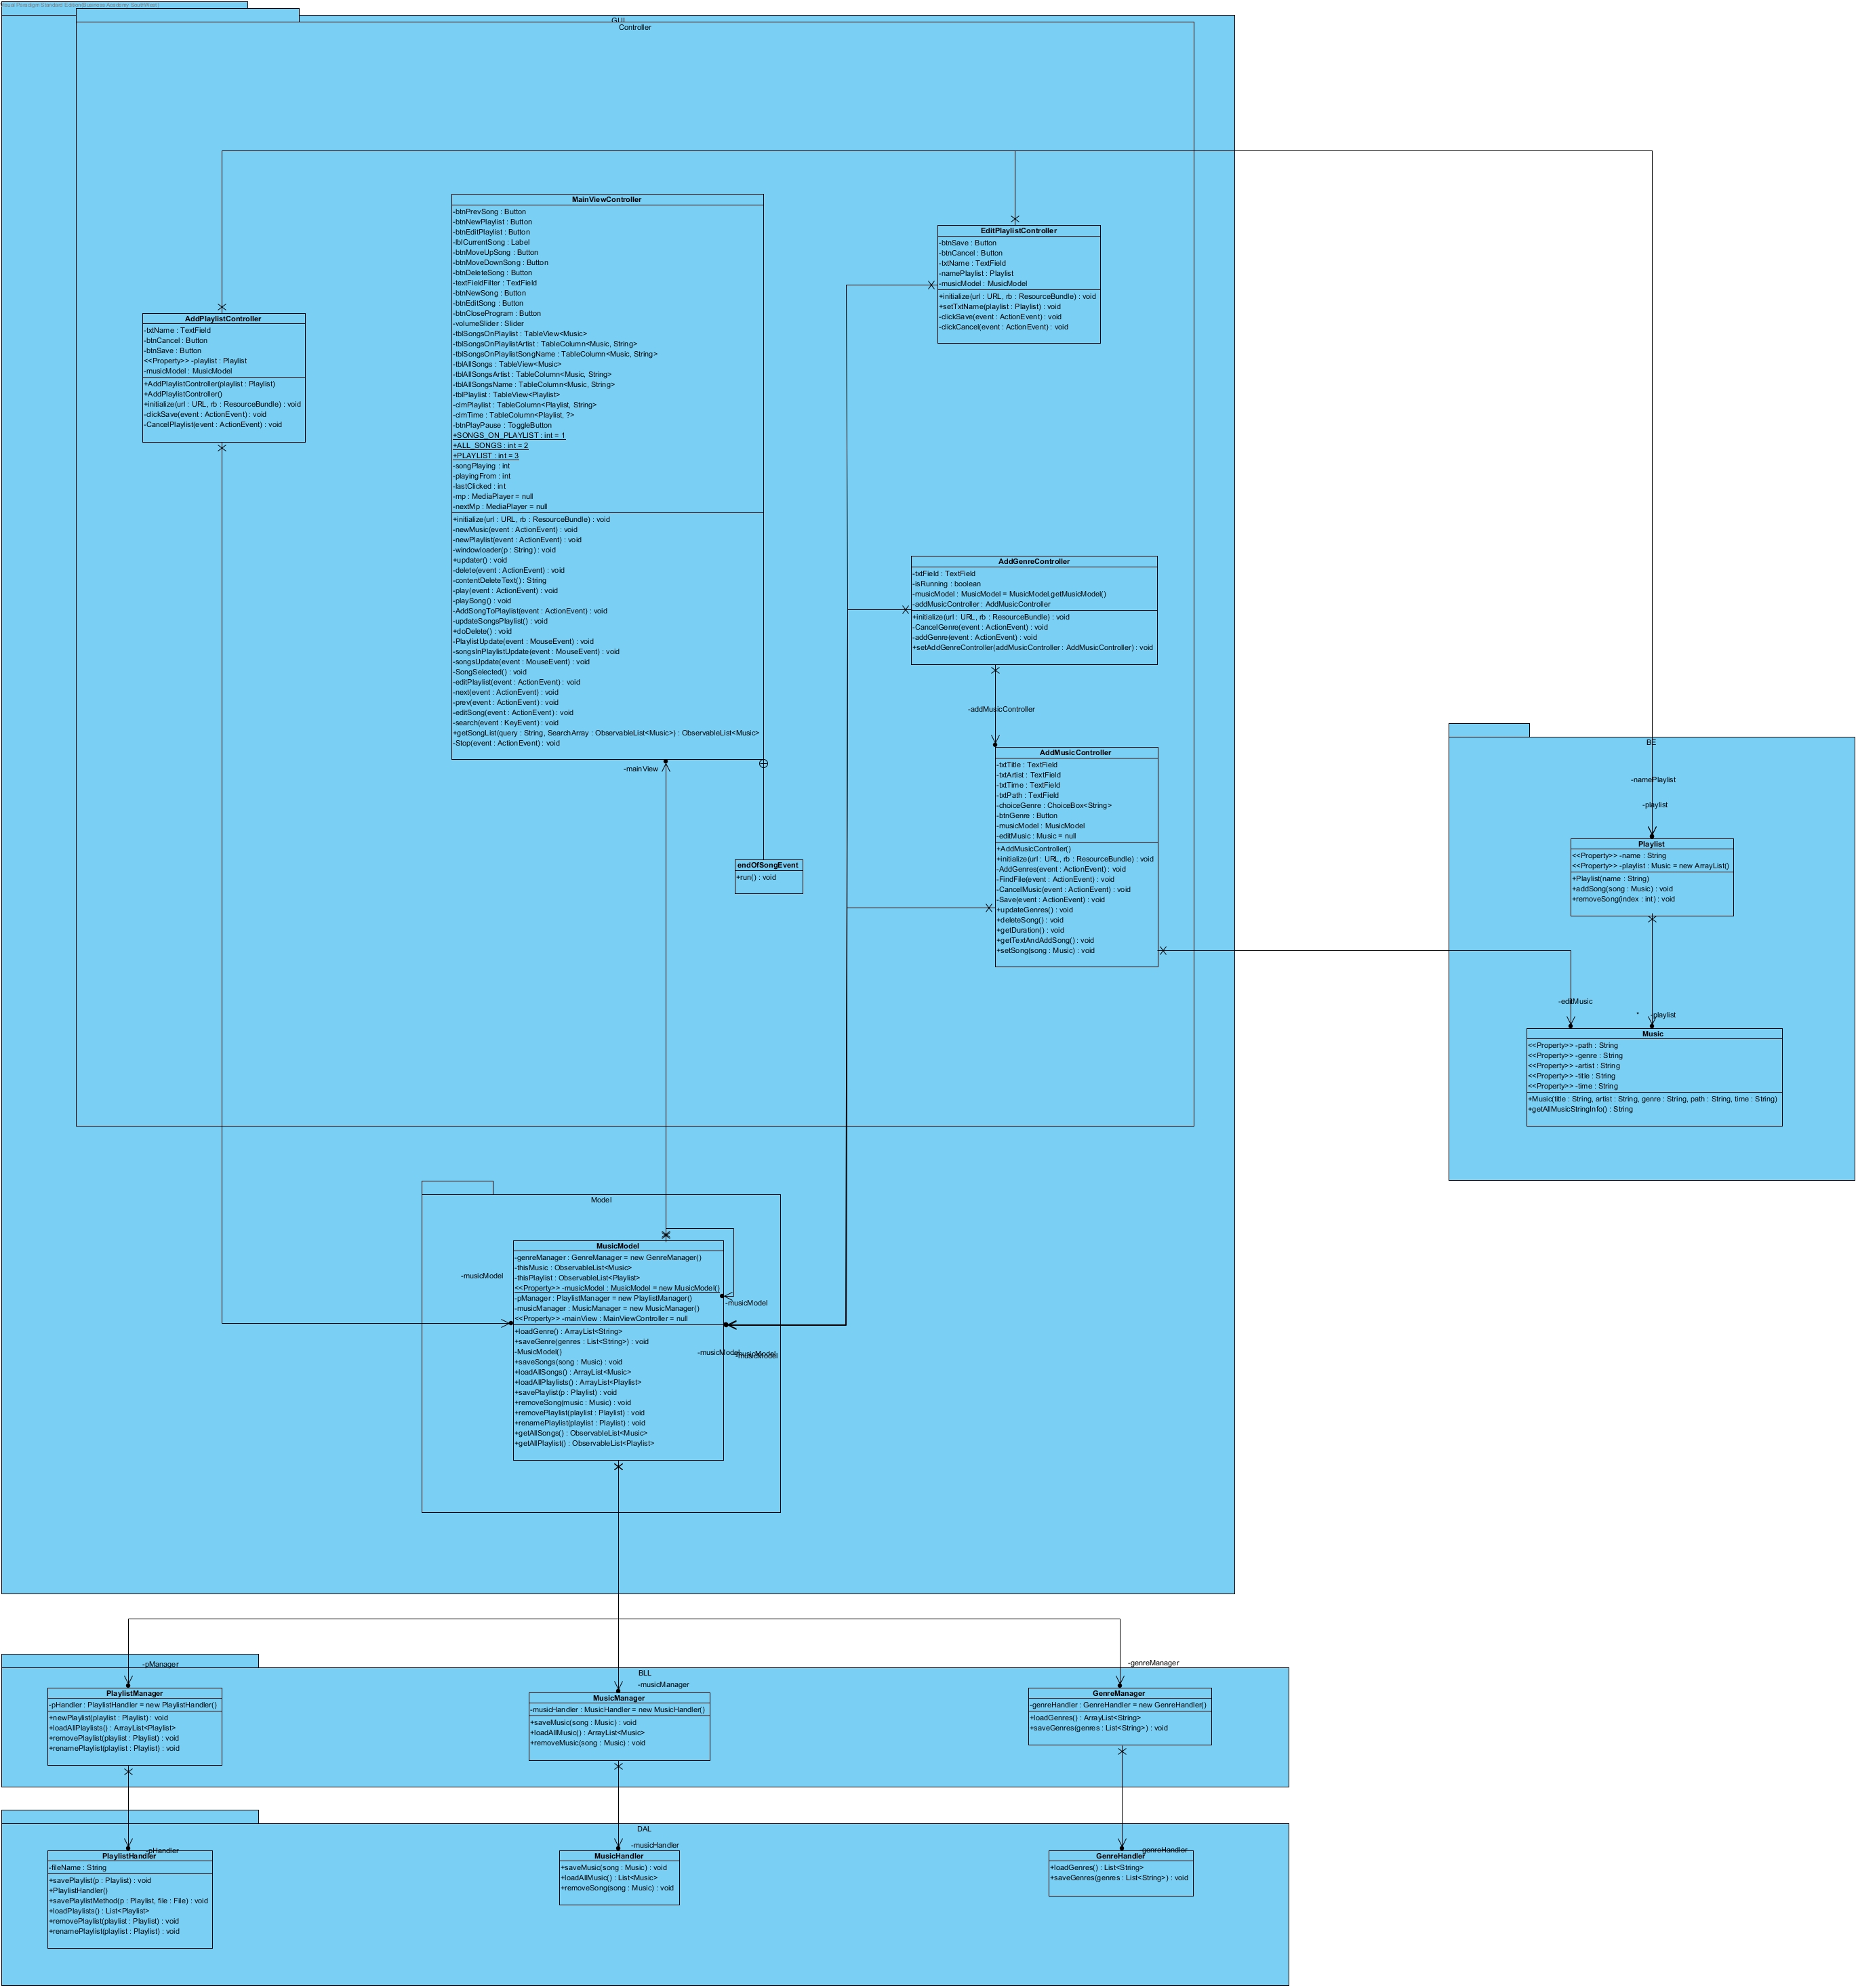 Visual Paradigm Standard Edition(Business Academy SouthWest)
GUI
Controller
MainViewController
-btnPrevSong : Button
-btnNewPlaylist : Button
-btnEditPlaylist : Button
-lblCurrentSong : Label
-btnMoveUpSong : Button
-btnMoveDownSong : Button
-btnDeleteSong : Button
-textFieldFilter : TextField
-btnNewSong : Button
-btnEditSong : Button
-btnCloseProgram : Button
-volumeSlider : Slider
-tblSongsOnPlaylist : TableView<Music>
-tblSongsOnPlaylistArtist : TableColumn<Music, String>
-tblSongsOnPlaylistSongName : TableColumn<Music, String>
-tblAllSongs : TableView<Music>
-tblAllSongsArtist : TableColumn<Music, String>
-tblAllSongsName : TableColumn<Music, String>
-tblPlaylist : TableView<Playlist>
-clmPlaylist : TableColumn<Playlist, String>
-clmTime : TableColumn<Playlist, ?>
-btnPlayPause : ToggleButton
+SONGS_ON_PLAYLIST : int = 1
+ALL_SONGS : int = 2
+PLAYLIST : int = 3
-songPlaying : int
-playingFrom : int
-lastClicked : int
-mp : MediaPlayer = null
-nextMp : MediaPlayer = null
+initialize(url : URL, rb : ResourceBundle) : void
-newMusic(event : ActionEvent) : void
-newPlaylist(event : ActionEvent) : void
-windowloader(p : String) : void
+updater() : void
-delete(event : ActionEvent) : void
-contentDeleteText() : String
-play(event : ActionEvent) : void
-playSong() : void
-AddSongToPlaylist(event : ActionEvent) : void
-updateSongsPlaylist() : void
+doDelete() : void
-PlaylistUpdate(event : MouseEvent) : void
-songsInPlaylistUpdate(event : MouseEvent) : void
-songsUpdate(event : MouseEvent) : void
-SongSelected() : void
-editPlaylist(event : ActionEvent) : void
-next(event : ActionEvent) : void
-prev(event : ActionEvent) : void
-editSong(event : ActionEvent) : void
-search(event : KeyEvent) : void
+getSongList(query : String, SearchArray : ObservableList<Music>) : ObservableList<Music>
-Stop(event : ActionEvent) : void
EditPlaylistController
-btnSave : Button
-btnCancel : Button
-txtName : TextField
-namePlaylist : Playlist
-musicModel : MusicModel
+initialize(url : URL, rb : ResourceBundle) : void
+setTxtName(playlist : Playlist) : void
-clickSave(event : ActionEvent) : void
-clickCancel(event : ActionEvent) : void
AddPlaylistController
-txtName : TextField
-btnCancel : Button
-btnSave : Button
<<Property>> -playlist : Playlist
-musicModel : MusicModel
+AddPlaylistController(playlist : Playlist)
+AddPlaylistController()
+initialize(url : URL, rb : ResourceBundle) : void
-clickSave(event : ActionEvent) : void
-CancelPlaylist(event : ActionEvent) : void
AddGenreController
-txtField : TextField
-isRunning : boolean
-musicModel : MusicModel = MusicModel.getMusicModel()
-addMusicController : AddMusicController
+initialize(url : URL, rb : ResourceBundle) : void
-CancelGenre(event : ActionEvent) : void
-addGenre(event : ActionEvent) : void
+setAddGenreController(addMusicController : AddMusicController) : void
-addMusicController
AddMusicController
-txtTitle : TextField
-txtArtist : TextField
-txtTime : TextField
-txtPath : TextField
-choiceGenre : ChoiceBox<String>
-btnGenre : Button
-musicModel : MusicModel
-editMusic : Music = null
+AddMusicController()
+initialize(url : URL, rb : ResourceBundle) : void
-AddGenres(event : ActionEvent) : void
-FindFile(event : ActionEvent) : void
-CancelMusic(event : ActionEvent) : void
-Save(event : ActionEvent) : void
+updateGenres() : void
+deleteSong() : void
+getDuration() : void
+getTextAndAddSong() : void
+setSong(song : Music) : void
-mainView
endOfSongEvent
+run() : void
BE
-namePlaylist
-playlist
Playlist
<<Property>> -name : String
<<Property>> -playlist : Music = new ArrayList()
+Playlist(name : String)
+addSong(song : Music) : void
+removeSong(index : int) : void
-editMusic
* -playlist
Music
<<Property>> -path : String
<<Property>> -genre : String
<<Property>> -artist : String
<<Property>> -title : String
<<Property>> -time : String
+Music(title : String, artist : String, genre : String, path : String, time : String)
+getAllMusicStringInfo() : String
Model
MusicModel
-genreManager : GenreManager = new GenreManager()
-thisMusic : ObservableList<Music>
-thisPlaylist : ObservableList<Playlist>
<<Property>> -musicModel : MusicModel = new MusicModel()
-pManager : PlaylistManager = new PlaylistManager()
-musicManager : MusicManager = new MusicManager()
<<Property>> -mainView : MainViewController = null
+loadGenre() : ArrayList<String>
+saveGenre(genres : List<String>) : void
-MusicModel()
+saveSongs(song : Music) : void
+loadAllSongs() : ArrayList<Music>
+loadAllPlaylists() : ArrayList<Playlist>
+savePlaylist(p : Playlist) : void
+removeSong(music : Music) : void
+removePlaylist(playlist : Playlist) : void
+renamePlaylist(playlist : Playlist) : void
+getAllSongs() : ObservableList<Music>
+getAllPlaylist() : ObservableList<Playlist>
-musicModel
-musicModel
-musicModel
-musicModel
-musicModel
BLL
-pManager
PlaylistManager
-pHandler : PlaylistHandler = new PlaylistHandler()
+newPlaylist(playlist : Playlist) : void
+loadAllPlaylists() : ArrayList<Playlist>
+removePlaylist(playlist : Playlist) : void
+renamePlaylist(playlist : Playlist) : void
-musicManager
MusicManager
-musicHandler : MusicHandler = new MusicHandler()
+saveMusic(song : Music) : void
+loadAllMusic() : ArrayList<Music>
+removeMusic(song : Music) : void
-genreManager
GenreManager
-genreHandler : GenreHandler = new GenreHandler()
+loadGenres() : ArrayList<String>
+saveGenres(genres : List<String>) : void
DAL
-pHandler
PlaylistHandler
-fileName : String
+savePlaylist(p : Playlist) : void
+PlaylistHandler()
+savePlaylistMethod(p : Playlist, file : File) : void
+loadPlaylists() : List<Playlist>
+removePlaylist(playlist : Playlist) : void
+renamePlaylist(playlist : Playlist) : void
-musicHandler
MusicHandler
+saveMusic(song : Music) : void
+loadAllMusic() : List<Music>
+removeSong(song : Music) : void
-genreHandler
GenreHandler
+loadGenres() : List<String>
+saveGenres(genres : List<String>) : void